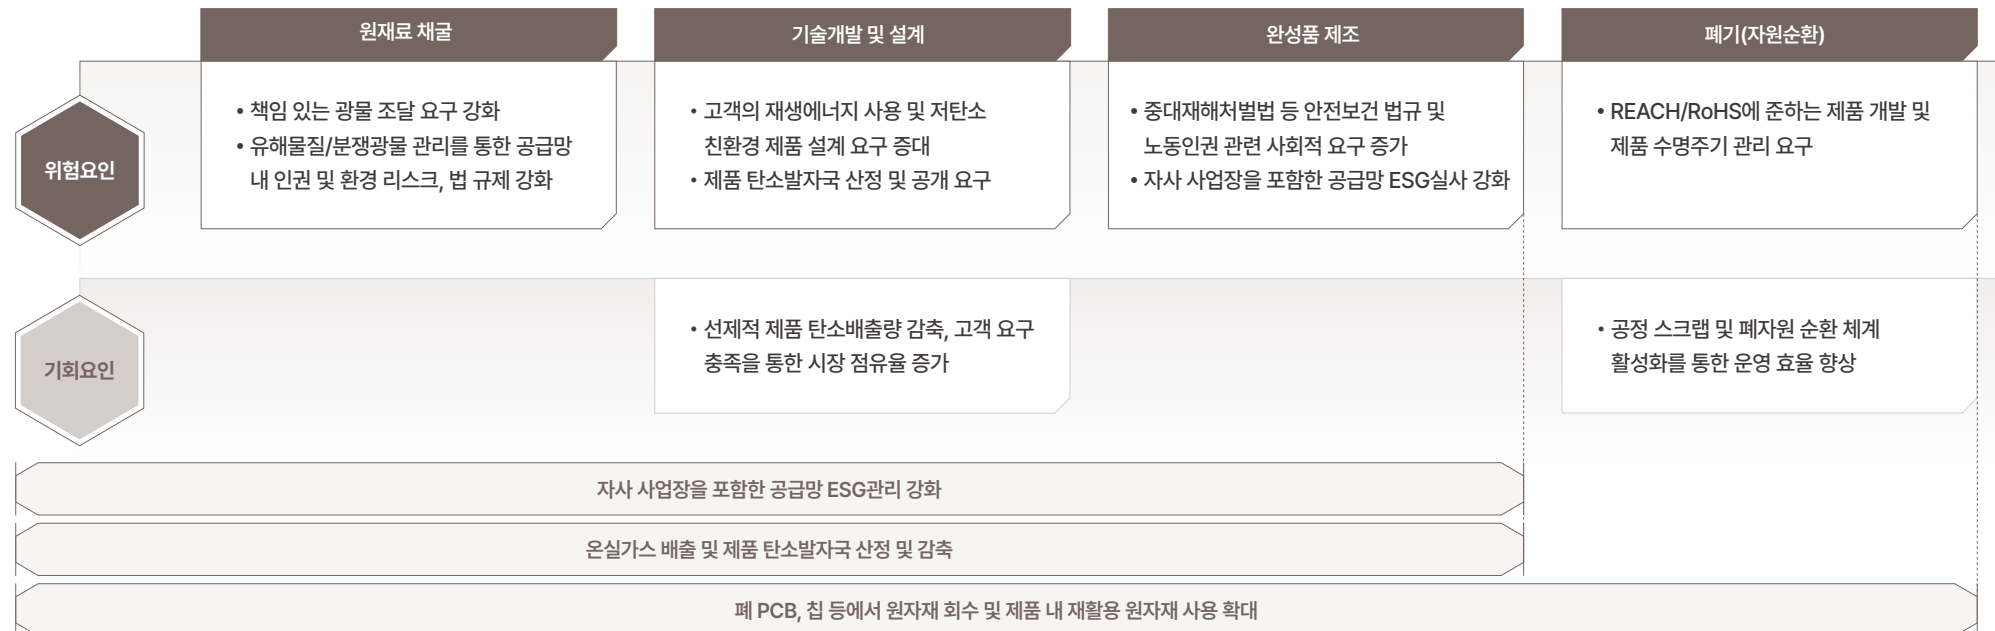 원재료 채굴
기술개발 및 설계
완성품 제조
폐기(자원순환)
위험요인
• 책임 있는 광물 조달 요구 강화
• 유해물질/분쟁광물 관리를 통한 공급망
내 인권 및 환경 리스크, 법 규제 강화
• 고객의 재생에너지 사용 및 저탄소
친환경 제품 설계 요구 증대
• 제품 탄소발자국 산정 및 공개 요구
• 중대재해처벌법 등 안전보건 법규 및
노동인권 관련 사회적 요구 증가
• 자사 사업장을 포함한 공급망 ESG실사 강화
• REACH/RoHS에 준하는 제품 개발 및
제품 수명주기 관리 요구
기회요인
• 선제적 제품 탄소배출량 감축, 고객 요구
충족을 통한 시장 점유율 증가
• 공정 스크랩 및 폐자원 순환 체계
활성화를 통한 운영 효율 향상
자사 사업장을 포함한 공급망 ESG관리 강화
온실가스 배출 및 제품 탄소발자국 산정 및 감축
폐 PCB, 칩 등에서 원자재 회수 및 제품 내 재활용 원자재 사용 확대